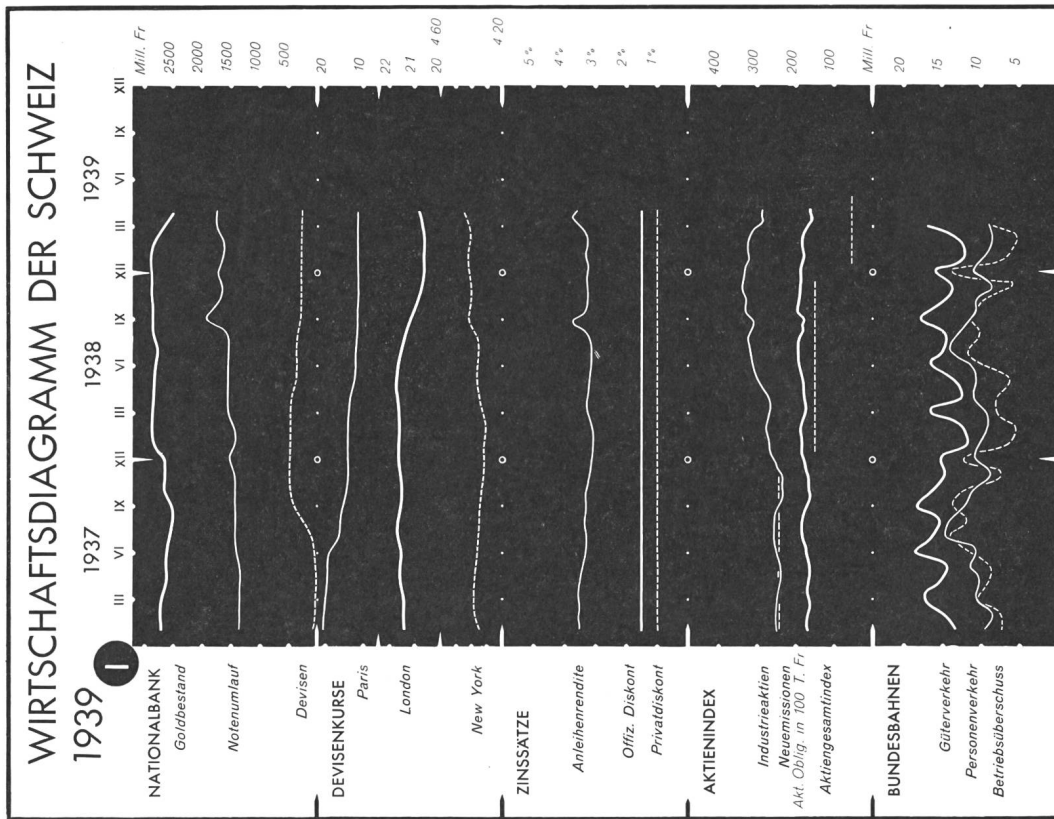 WIRTSCHAFTSDIAGRAMM DER SCHWEIZ
1939 I
1937 1938 1939
III VI IX XII III VI IX XII III VI IX XII
NATIONALBANK Mill. Fr
Goldbestand 2500
2000
Notenumlauf 1500
1000
Devisen 500
DEVISENKURSE 20
Paris 10
22
London 21
20 4 60
New York
4 20
ZINSSÄTZE
5 %
4 %
Anleihenrendite 3 %
Offiz. Diskont 2 %
Privatdiskont 1 %
AKTIENINDEX 400
Industrieaktien 300
Neuemissionen
Akt. Oblig. in 100 T. Fr 200
Aktiengesamtindex
Mill. Fr
BUNDESBAHNEN 20
Güterverkehr 15
Personenverkehr 10
Betriebsüberschuss 5